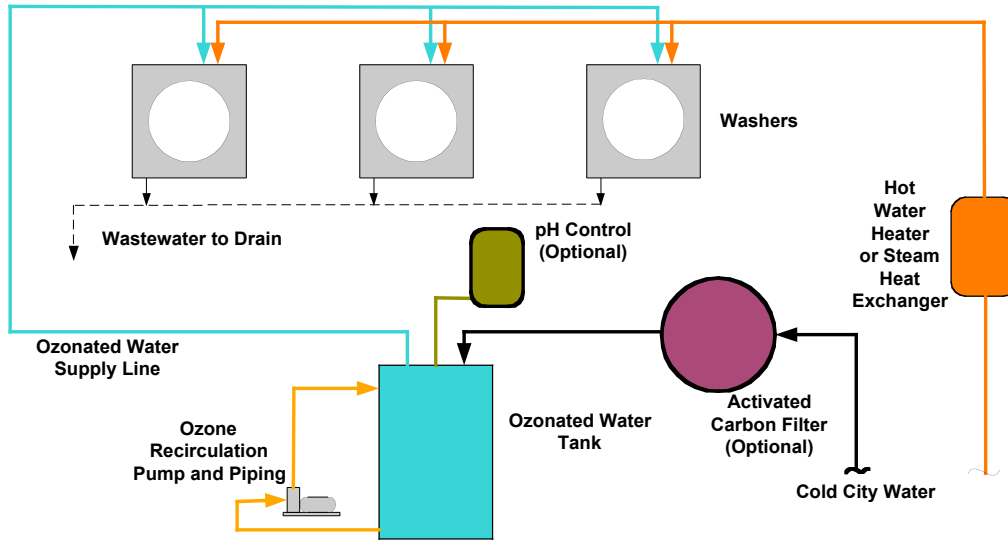 Washers
Hot
Water
Heater
or Steam
Heat
Exchanger
Wastewater to Drain
pH Control
(Optional)
Ozonated Water
Supply Line
Activated
Carbon Filter
(Optional)
Ozonated Water
Tank
Ozone
Recirculation
Pump and Piping
Cold City Water